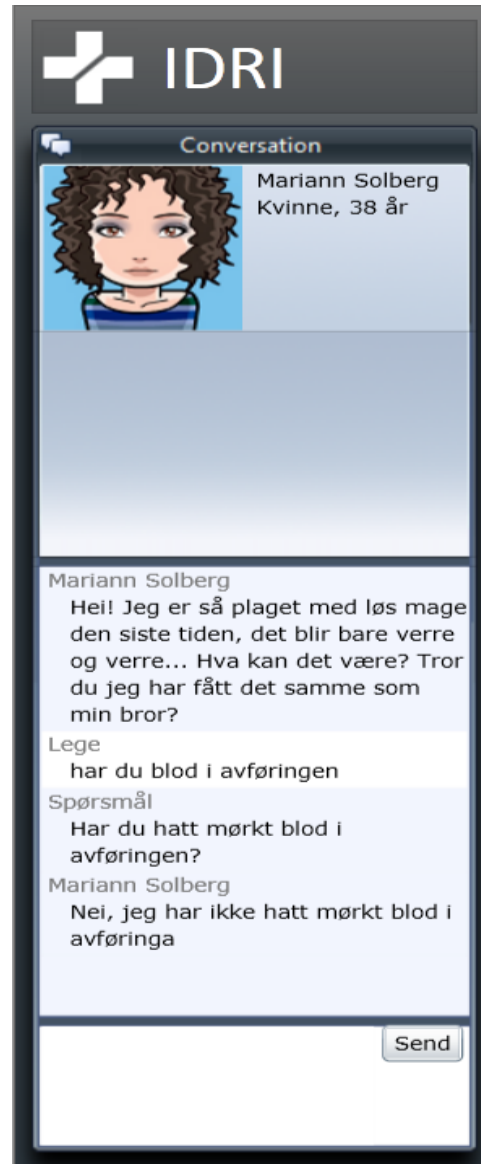 IDRI
Conversation
Mariann Solberg
Kvinne, 38 år
Mariann Solberg
Hei! Jeg er så plaget med løs mage
den siste tiden, det blir bare verre
og verre... Hva kan det være? Tror
du jeg har fått det samme som
min bror?
Lege
har du blod i avføringen
Spørsmål
Har du hatt mørkt blod i
avføringen?
Mariann Solberg
Nei, jeg har ikke hatt mørkt blod i
avføringa
Send